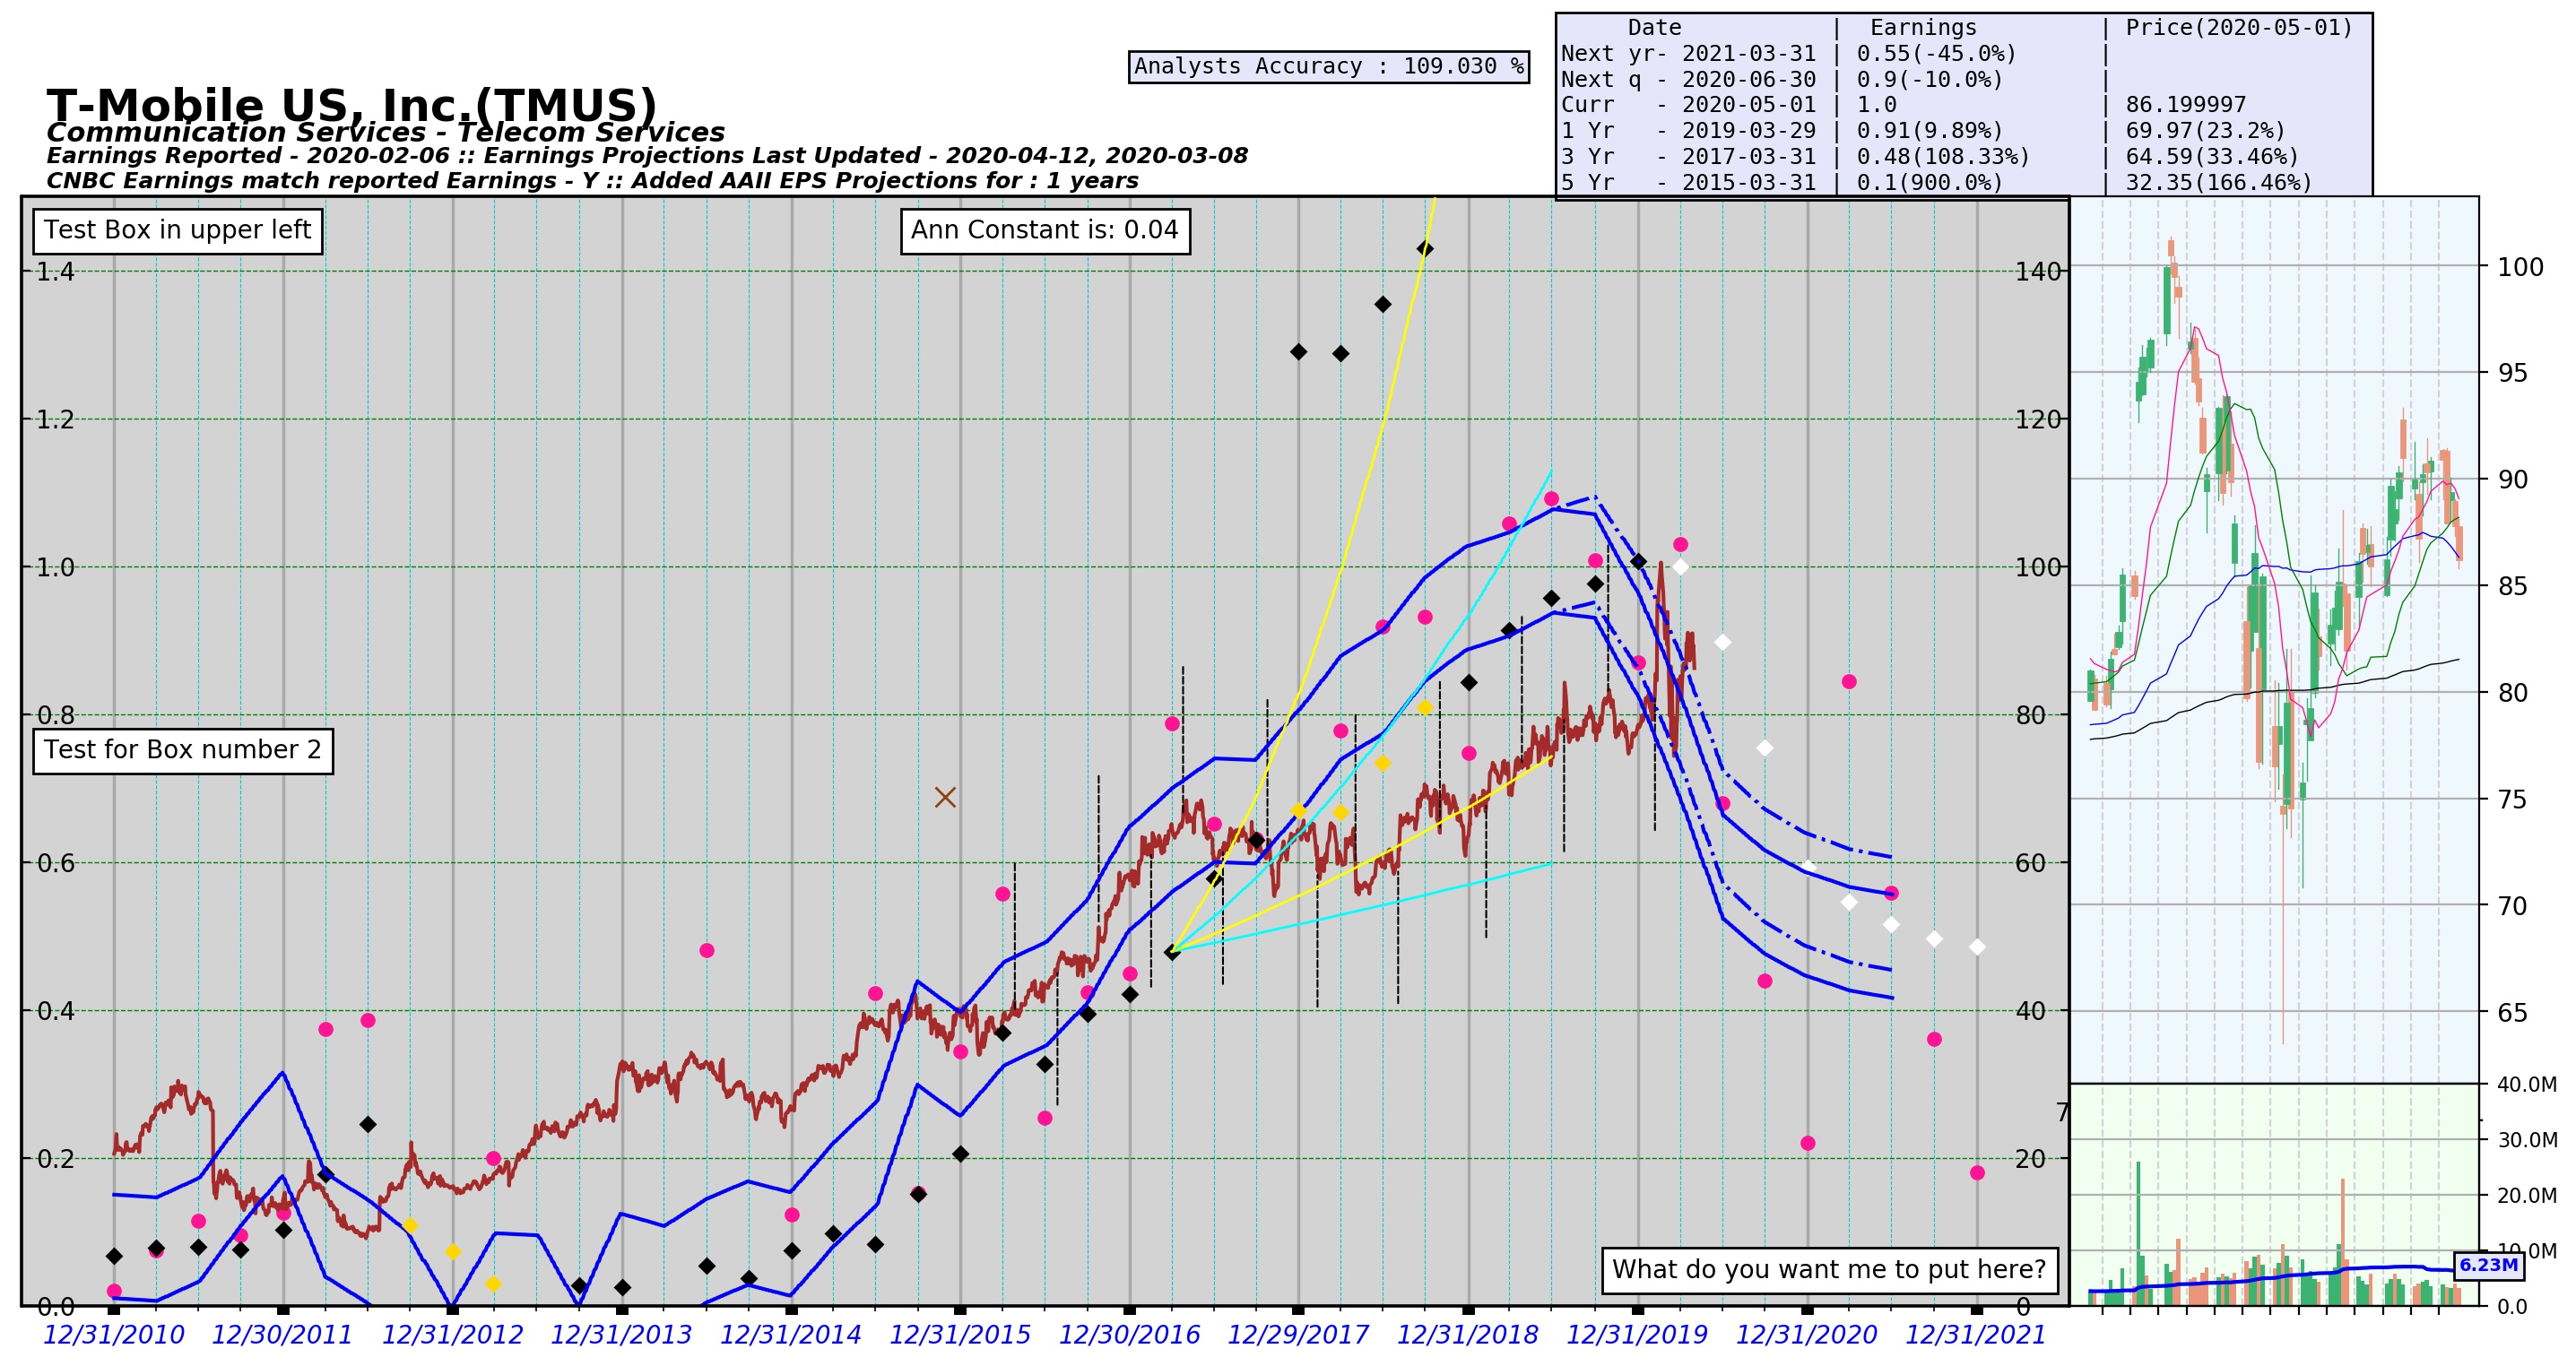 Date | Earnings | Price(2020-05-01)
Next yr- 2021-03-31 | 0.55(-45.0%) |
Next q - 2020-06-30 | 0.9(-10.0%) |
Curr - 2020-05-01 | 1.0 | 86.199997
1 Yr - 2019-03-29 | 0.91(9.89%) | 69.97(23.2%)
3 Yr - 2017-03-31 | 0.48(108.33%) | 64.59(33.46%)
5 Yr - 2015-03-31 | 0.1(900.0%) | 32.35(166.46%)
Analysts Accuracy : 109.030 %
T-Mobile US, Inc.(TMUS)
Communication Services - Telecom Services
Earnings Reported - 2020-02-06 :: Earnings Projections Last Updated - 2020-04-12, 2020-03-08
CNBC Earnings match reported Earnings - Y :: Added AAII EPS Projections for : 1 years
Test Box in upper left
Ann Constant is: 0.04
1.4
1.2
1.0
0.8
Test for Box number 2
0.6
0.4
0.2
0.0
140
120
100
80
60
40
20
0
7
What do you want me to put here?
100
95
90
85
80
75
70
65
40.0M
30.0M
20.0M
10.0M
6.23M
0.0
12/31/2010 12/30/2011 12/31/2012 12/31/2013 12/31/2014 12/31/2015 12/30/2016 12/29/2017 12/31/2018 12/31/2019 12/31/2020 12/31/2021